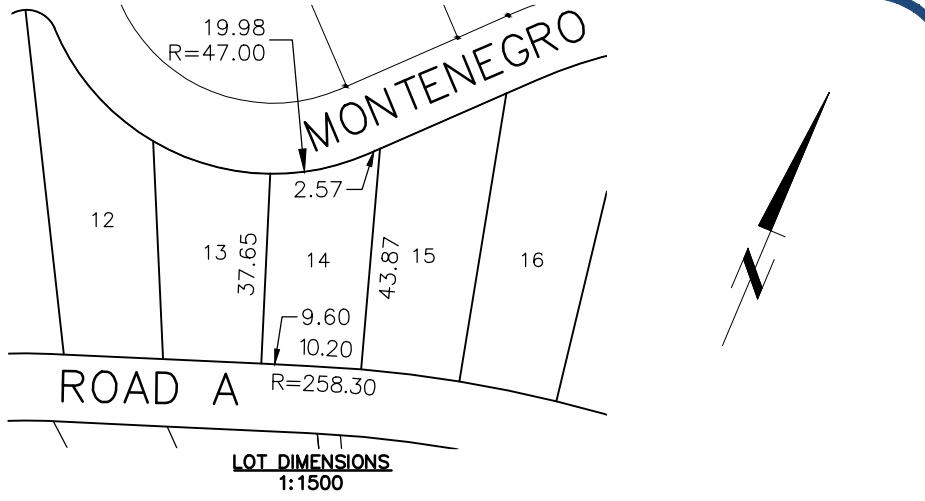 19.98
R=47.00
MONTENEGRO
2.57
12
13
37.65
14
43.87
15
16
9.60
10.20
R=258.30
ROAD A
N
LOT DIMENSIONS
1:1500